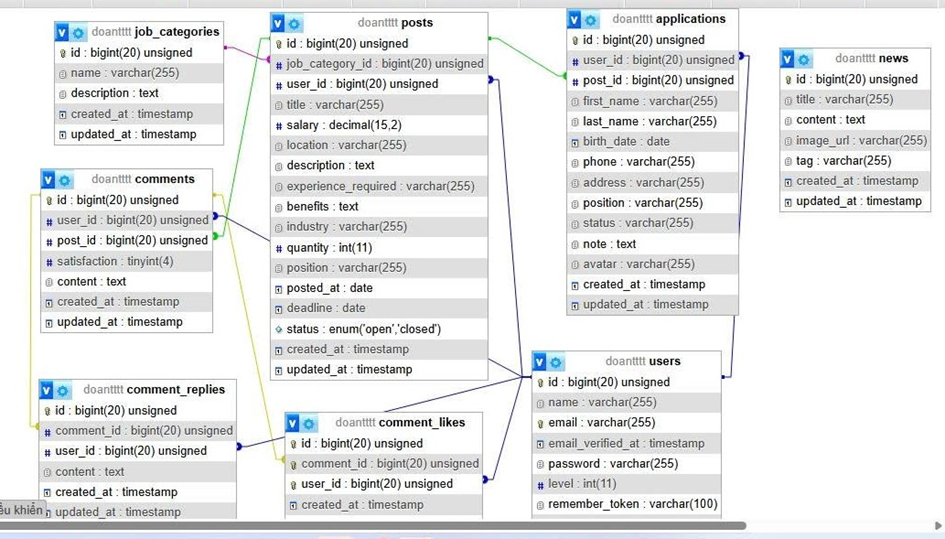 doantttt job_categories
id : bigint(20) unsigned
name : varchar(255)
description : text
created_at : timestamp
updated_at : timestamp
doantttt posts
id : bigint(20) unsigned
job_category_id : bigint(20) unsigned
user_id : bigint(20) unsigned
title : varchar(255)
salary : decimal(15,2)
location : varchar(255)
description : text
experience_required : varchar(255)
benefits : text
industry : varchar(255)
quantity : int(11)
position : varchar(255)
posted_at : date
deadline : date
status : enum('open','closed')
created_at : timestamp
updated_at : timestamp
doantttt applications
id : bigint(20) unsigned
user_id : bigint(20) unsigned
post_id : bigint(20) unsigned
first_name : varchar(255)
last_name : varchar(255)
birth_date : date
phone : varchar(255)
address : varchar(255)
position : varchar(255)
status : varchar(255)
note : text
avatar : varchar(255)
created_at : timestamp
updated_at : timestamp
doantttt news
id : bigint(20) unsigned
title : varchar(255)
content : text
image_url : varchar(255)
tag : varchar(255)
created_at : timestamp
updated_at : timestamp
doantttt comments
id : bigint(20) unsigned
user_id : bigint(20) unsigned
post_id : bigint(20) unsigned
satisfaction : tinyint(4)
content : text
created_at : timestamp
updated_at : timestamp
doantttt comment_replies
id : bigint(20) unsigned
comment_id : bigint(20) unsigned
user_id : bigint(20) unsigned
content : text
created_at : timestamp
updated_at : timestamp
doantttt comment_likes
id : bigint(20) unsigned
comment_id : bigint(20) unsigned
user_id : bigint(20) unsigned
created_at : timestamp
doantttt users
id : bigint(20) unsigned
name : varchar(255)
email : varchar(255)
email_verified_at : timestamp
password : varchar(255)
level : int(11)
remember_token : varchar(100)
khiển